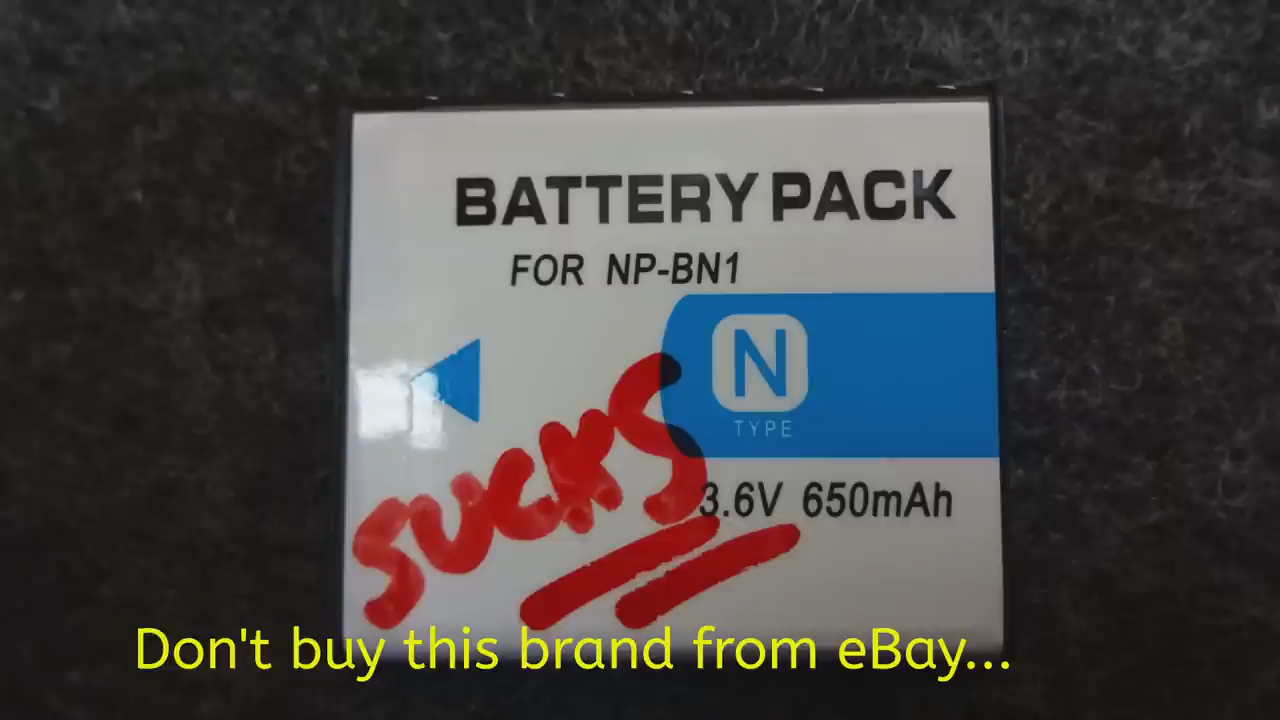 BATTERY PACK
FOR NP-BN1
N
TYPE
SUCKS
3.6V 650mAh
Don't buy this brand from eBay...